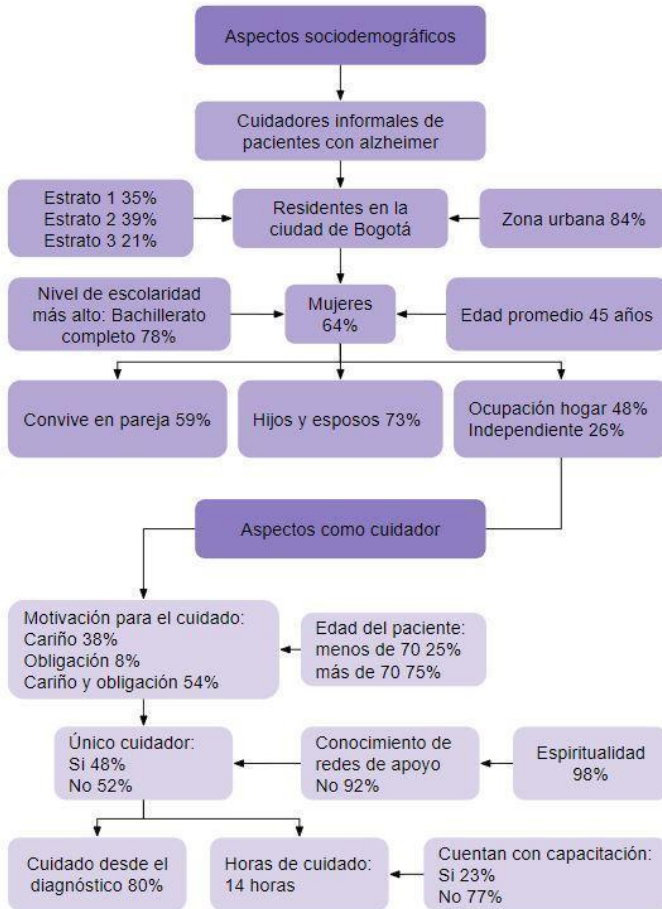 Aspectos sociodemográficos
Cuidadores informales de
pacientes con alzheimer
Estrato 1 35%
Estrato 2 39%
Estrato 3 21%
Residentes en la
ciudad de Bogotá
Zona urbana 84%
Nivel de escolaridad
más alto: Bachillerato
completo 78%
Mujeres
64%
Edad promedio 45 años
Convive en pareja 59%
Hijos y esposos 73%
Ocupación hogar 48%
Independiente 26%
Aspectos como cuidador
Motivación para el cuidado:
Cariño 38%
Obligación 8%
Cariño y obligación 54%
Edad del paciente:
menos de 70 25%
más de 70 75%
Único cuidador:
Si 48%
No 52%
Conocimiento de
redes de apoyo
No 92%
Espiritualidad
98%
Cuidado desde el
diagnóstico 80%
Horas de cuidado:
14 horas
Cuentan con capacitación:
Si 23%
No 77%